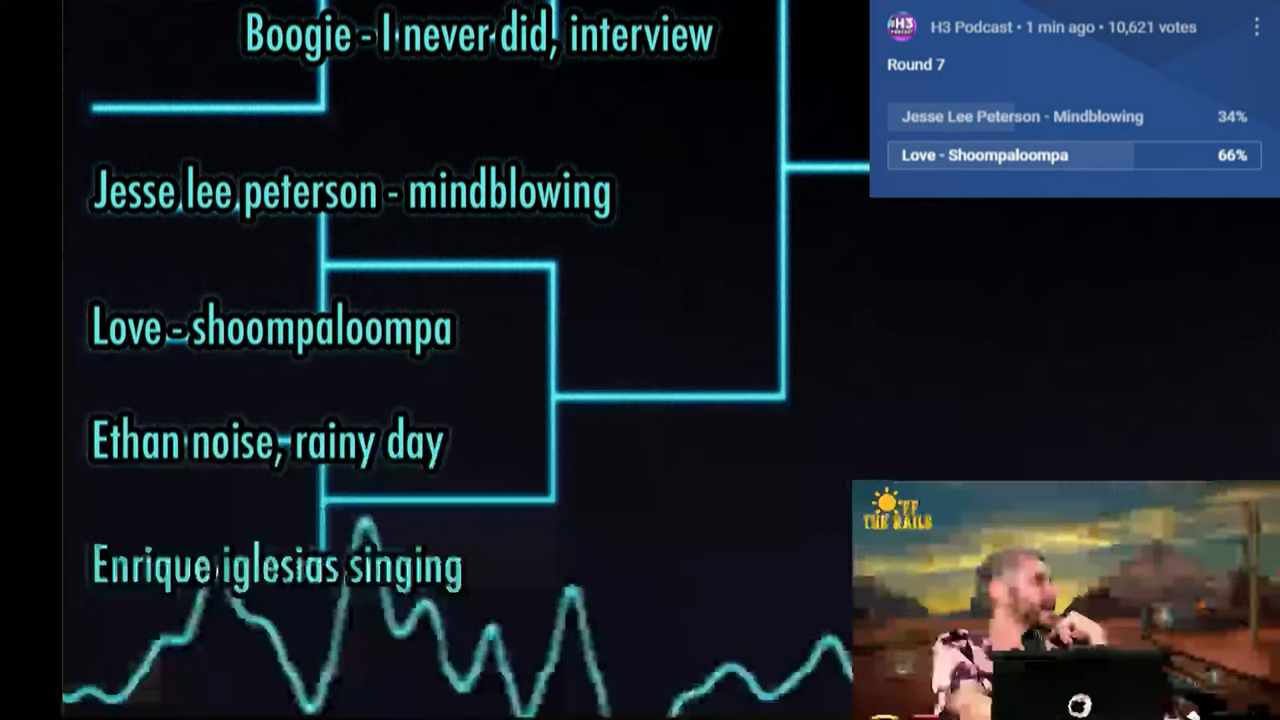 Boogie - I never did, interview
Jesse lee peterson - mindblowing
Love - shoompaloompa
Ethan noise, rainy day
Enrique iglesias singing
H3 Podcast • 1 min ago • 10,621 votes
Round 7
Jesse Lee Peterson - Mindblowing 34%
Love - Shoompaloompa 66%
OFF
THE RAILS